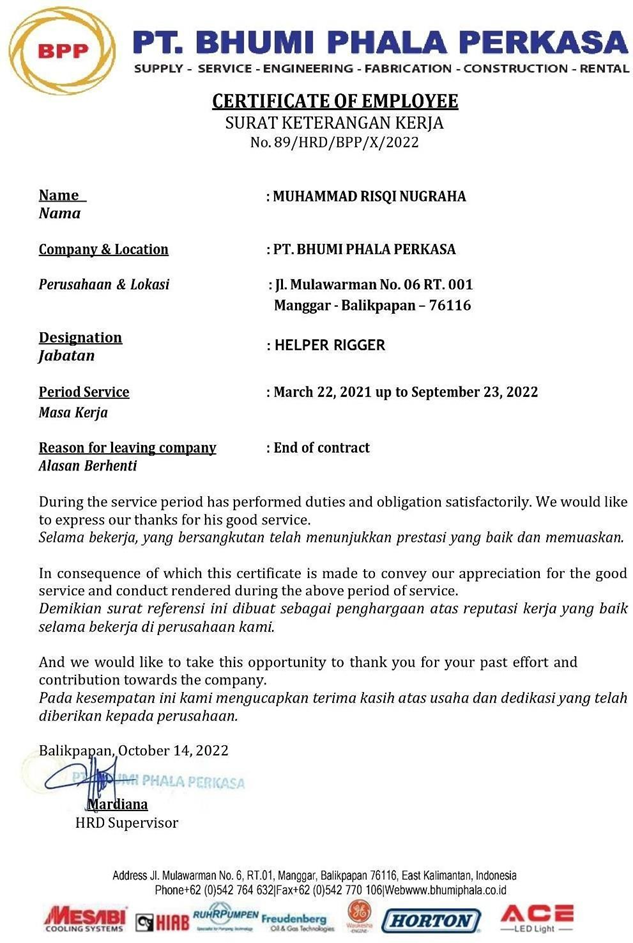 BPP
PT. BHUMI PHALA PERKASA
SUPPLY - SERVICE - ENGINEERING - FABRICATION - CONSTRUCTION - RENTAL
CERTIFICATE OF EMPLOYEE
SURAT KETERANGAN KERJA
No. 89/HRD/BPP/X/2022
Name : MUHAMMAD RISQI NUGRAHA
Nama
Company & Location : PT. BHUMI PHALA PERKASA
Perusahaan & Lokasi : Jl. Mulawarman No. 06 RT. 001
Manggar - Balikpapan – 76116
Designation : HELPER RIGGER
Jabatan
Period Service : March 22, 2021 up to September 23, 2022
Masa Kerja
Reason for leaving company : End of contract
Alasan Berhenti
During the service period has performed duties and obligation satisfactorily. We would like
to express our thanks for his good service.
Selama bekerja, yang bersangkutan telah menunjukkan prestasi yang baik dan memuaskan.
In consequence of which this certificate is made to convey our appreciation for the good
service and conduct rendered during the above period of service.
Demikian surat referensi ini dibuat sebagai penghargaan atas reputasi kerja yang baik
selama bekerja di perusahaan kami.
And we would like to take this opportunity to thank you for your past effort and
contribution towards the company.
Pada kesempatan ini kami mengucapkan terima kasih atas usaha dan dedikasi yang telah
diberikan kepada perusahaan.
Balikpapan, October 14, 2022
PT. BHUMI PHALA PERKASA
Mardiana
HRD Supervisor
Address Jl. Mulawarman No. 6, RT.01, Manggar, Balikpapan 76116, East Kalimantan, Indonesia
Phone+62 (0)542 764 632|Fax+62 (0)542 770 106|Webwww.bhumiphala.co.id
MESABI HIAB RUHRPUMPEN Freudenberg Waukesha HORTON ACE
COOLING SYSTEMS Specialist for Pumping Technology Oil & Gas Technologies ENGINE LED Light